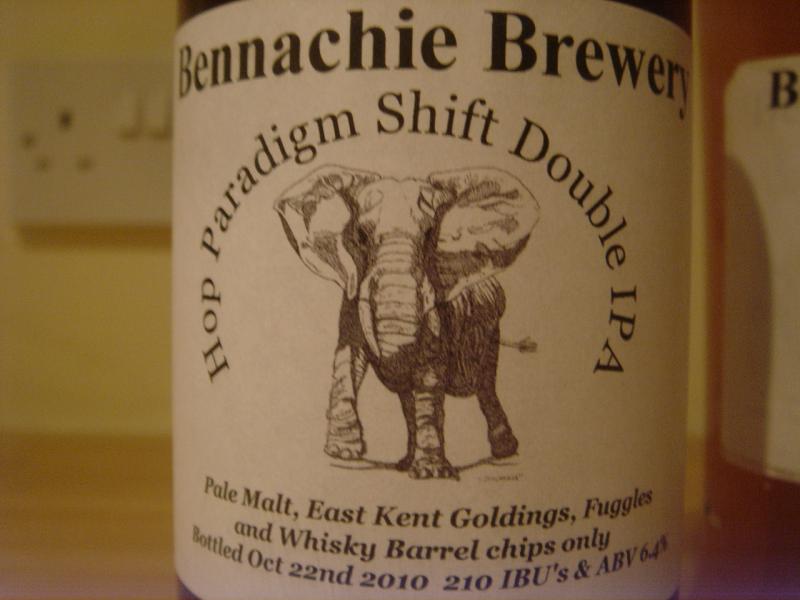 Bennachie Brewery
Hop Paradigm Shift Double IPA
Pale Malt, East Kent Goldings, Fuggles
and Whisky Barrel chips only
Bottled Oct 22nd 2010 210 IBU's & ABV 6.4%
B